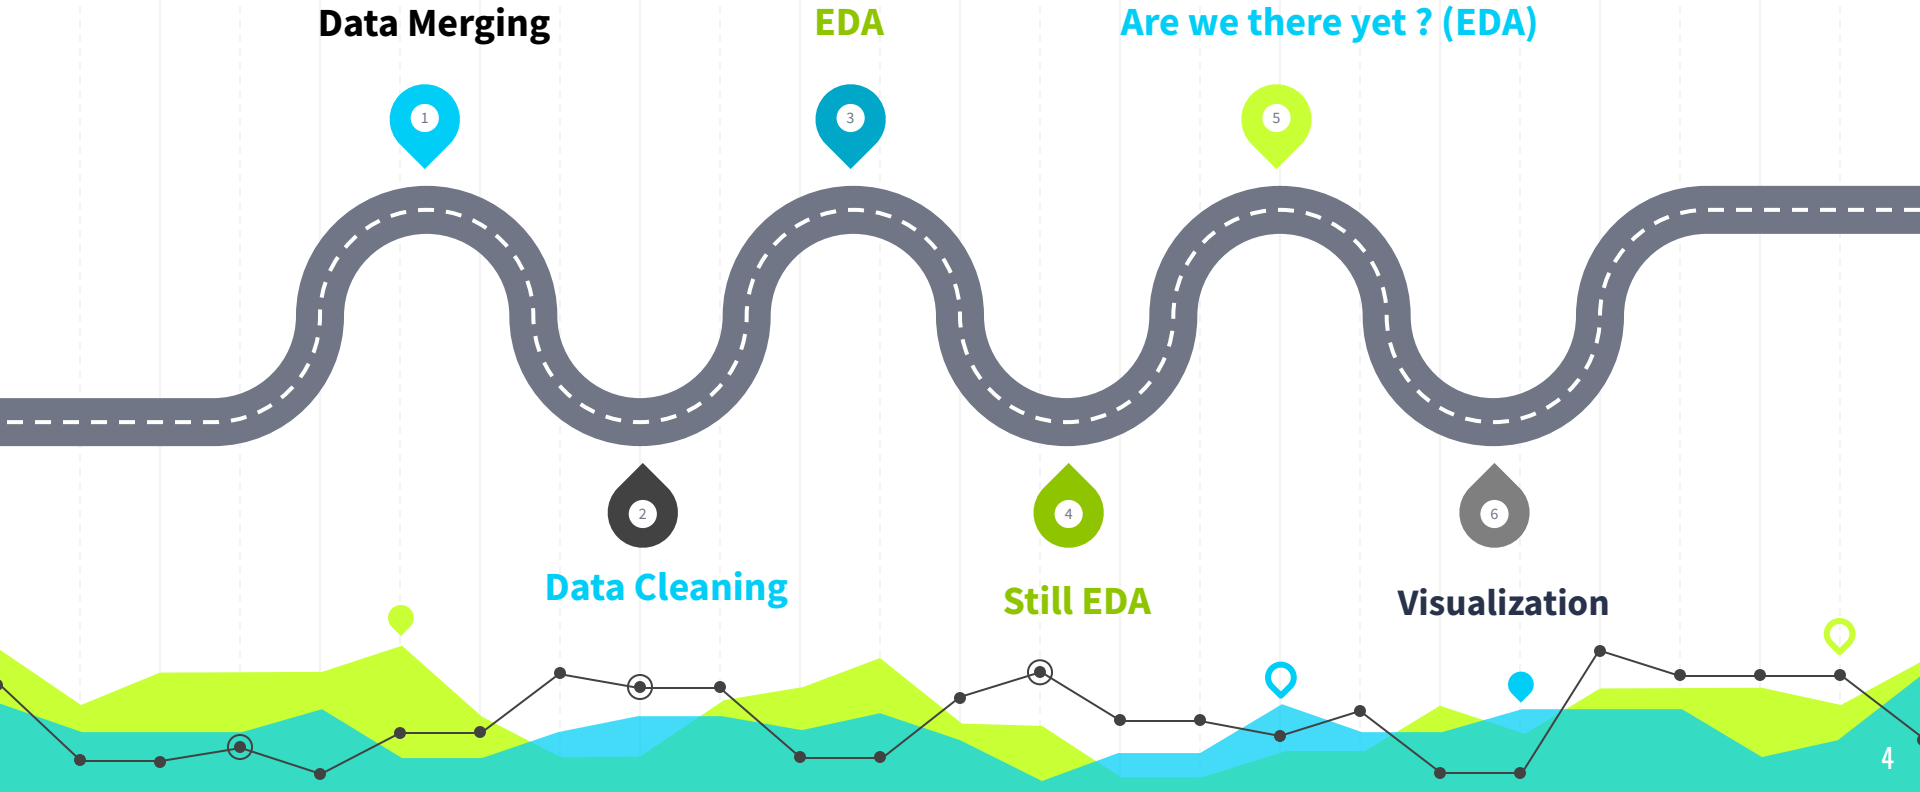 Data Merging
EDA
Are we there yet ? (EDA)
1
3
5
2
4
6
Data Cleaning
Still EDA
Visualization
4